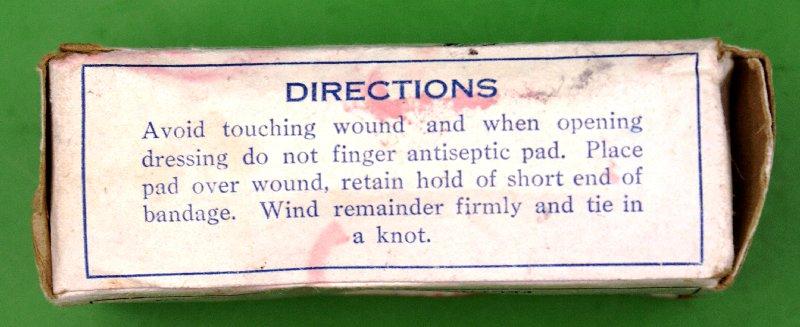 DIRECTIONS
Avoid touching wound and when opening
dressing do not finger antiseptic pad. Place
pad over wound, retain hold of short end of
bandage. Wind remainder firmly and tie in
a knot.